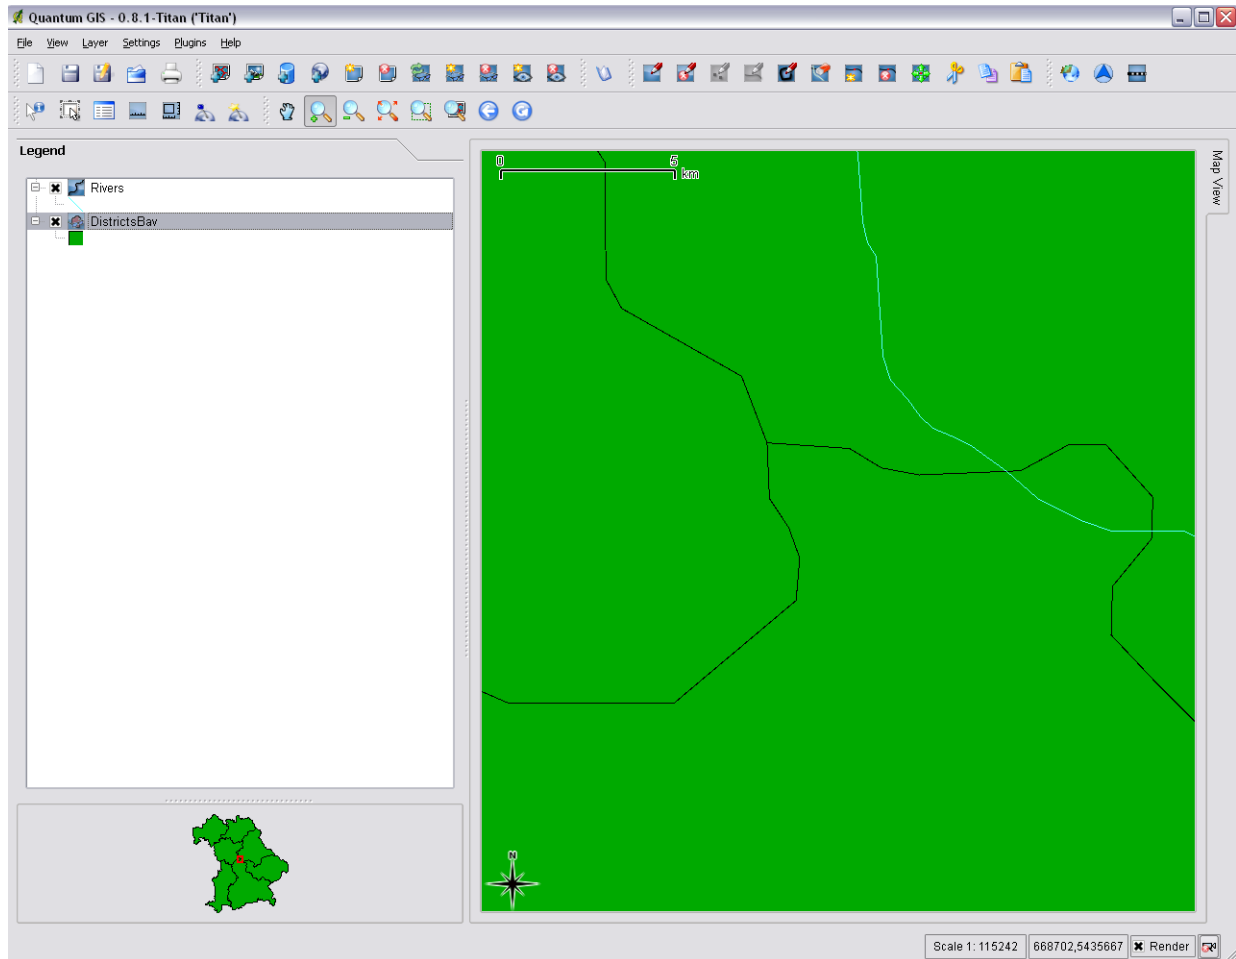 Quantum GIS - 0.8.1-Titan ('Titan')
File View Layer Settings Plugins Help
Legend
Rivers
DistrictsBav
0 5
km
Map View
N
Scale 1: 115242 668702,5435667 Render